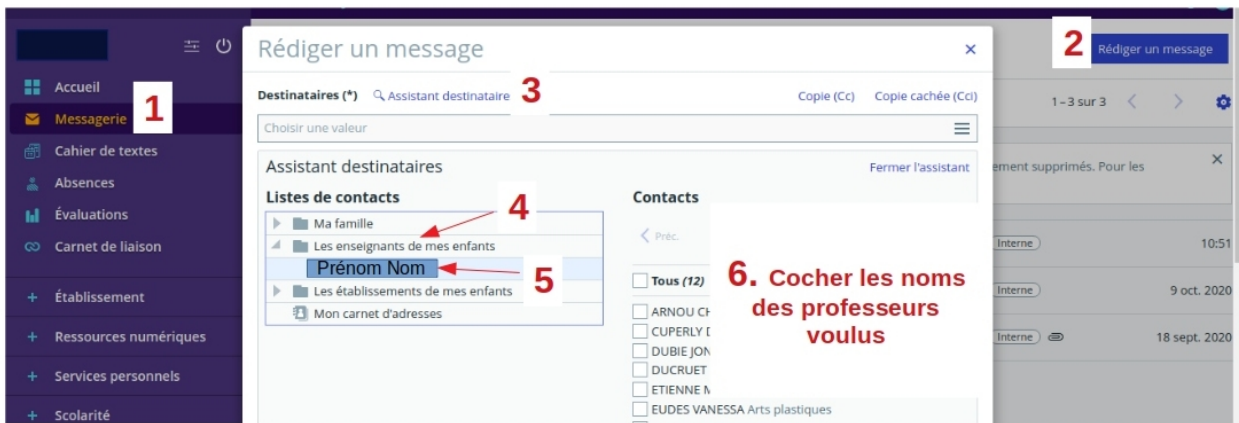 Rédiger un message
×
2
Rédiger un message
Accueil
1
Messagerie
Cahier de textes
Absences
Évaluations
Carnet de liaison
+ Établissement
+ Ressources numériques
+ Services personnels
+ Scolarité
Destinataires (*) Assistant destinataire
3
Copie (Cc) Copie cachée (Cci)
Choisir une valeur
Assistant destinataires
Fermer l'assistant
Listes de contacts
4
Ma famille
Les enseignants de mes enfants
Prénom Nom
5
Les établissements de mes enfants
Mon carnet d'adresses
Contacts
Préc.
Tous (12)
ARNOU
CUPERLY
DUBIE
DUCRUET
ETIENNE
EUDES VANESSA Arts plastiques
6. Cocher les noms
des professeurs
voulus
1–3 sur 3
supprimés. Pour les
×
Interne 10:51
Interne 9 oct. 2020
Interne 18 sept. 2020